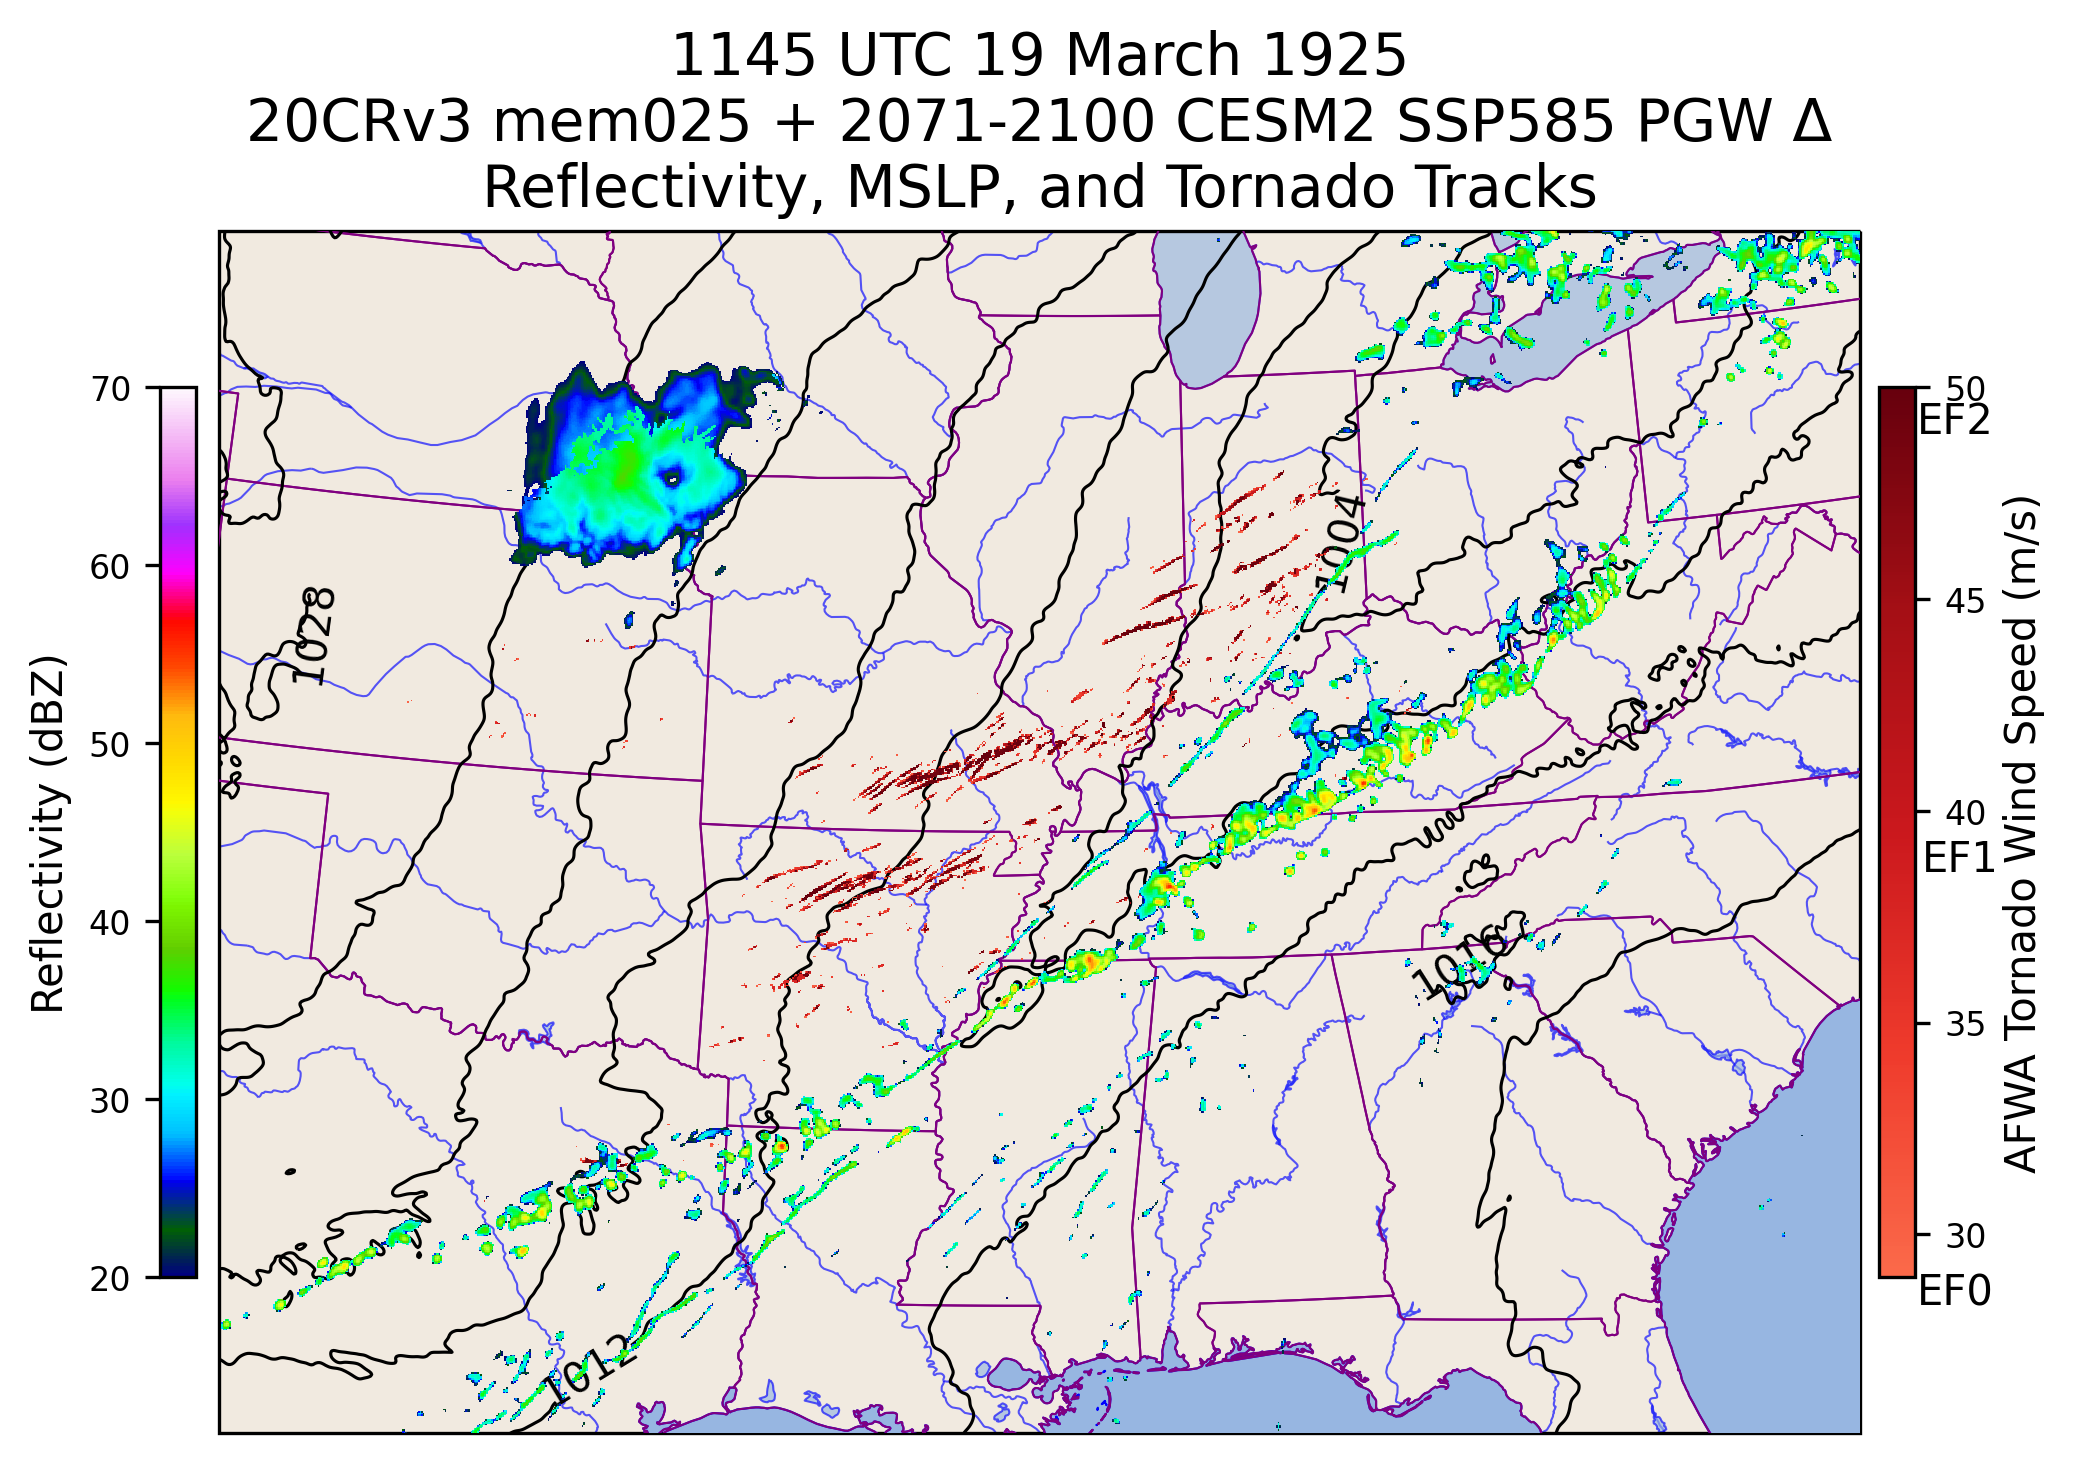 1145 UTC 19 March 1925
20CRv3 mem025 + 2071-2100 CESM2 SSP585 PGW Δ
Reflectivity, MSLP, and Tornado Tracks
Reflectivity (dBZ)
70
60
50
40
30
20
1028
1004
1016
1012
50
EF2
45
40
EF1
35
30
EF0
AFWA Tornado Wind Speed (m/s)